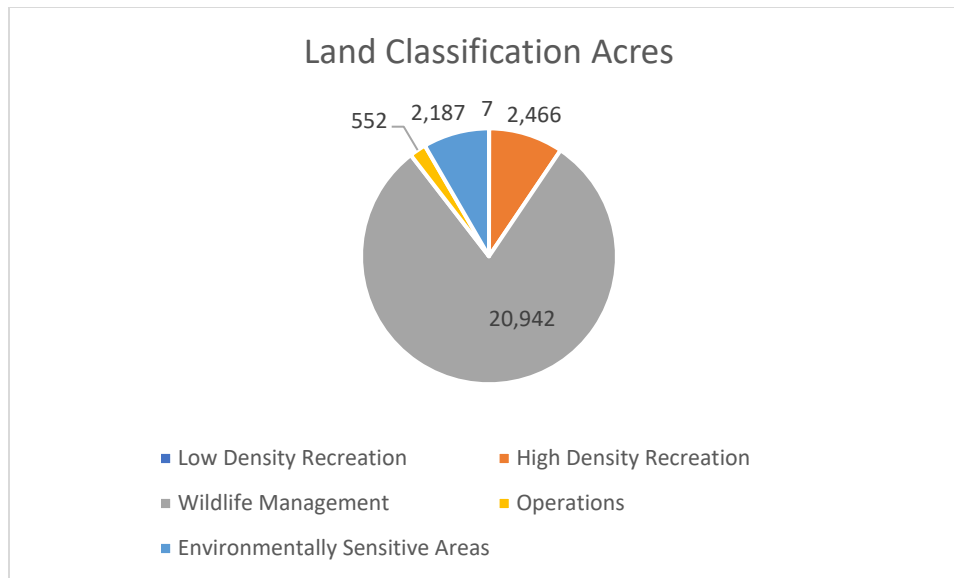 Land Classification Acres
552
2,187
7
2,466
20,942
Low Density Recreation
High Density Recreation
Wildlife Management
Operations
Environmentally Sensitive Areas